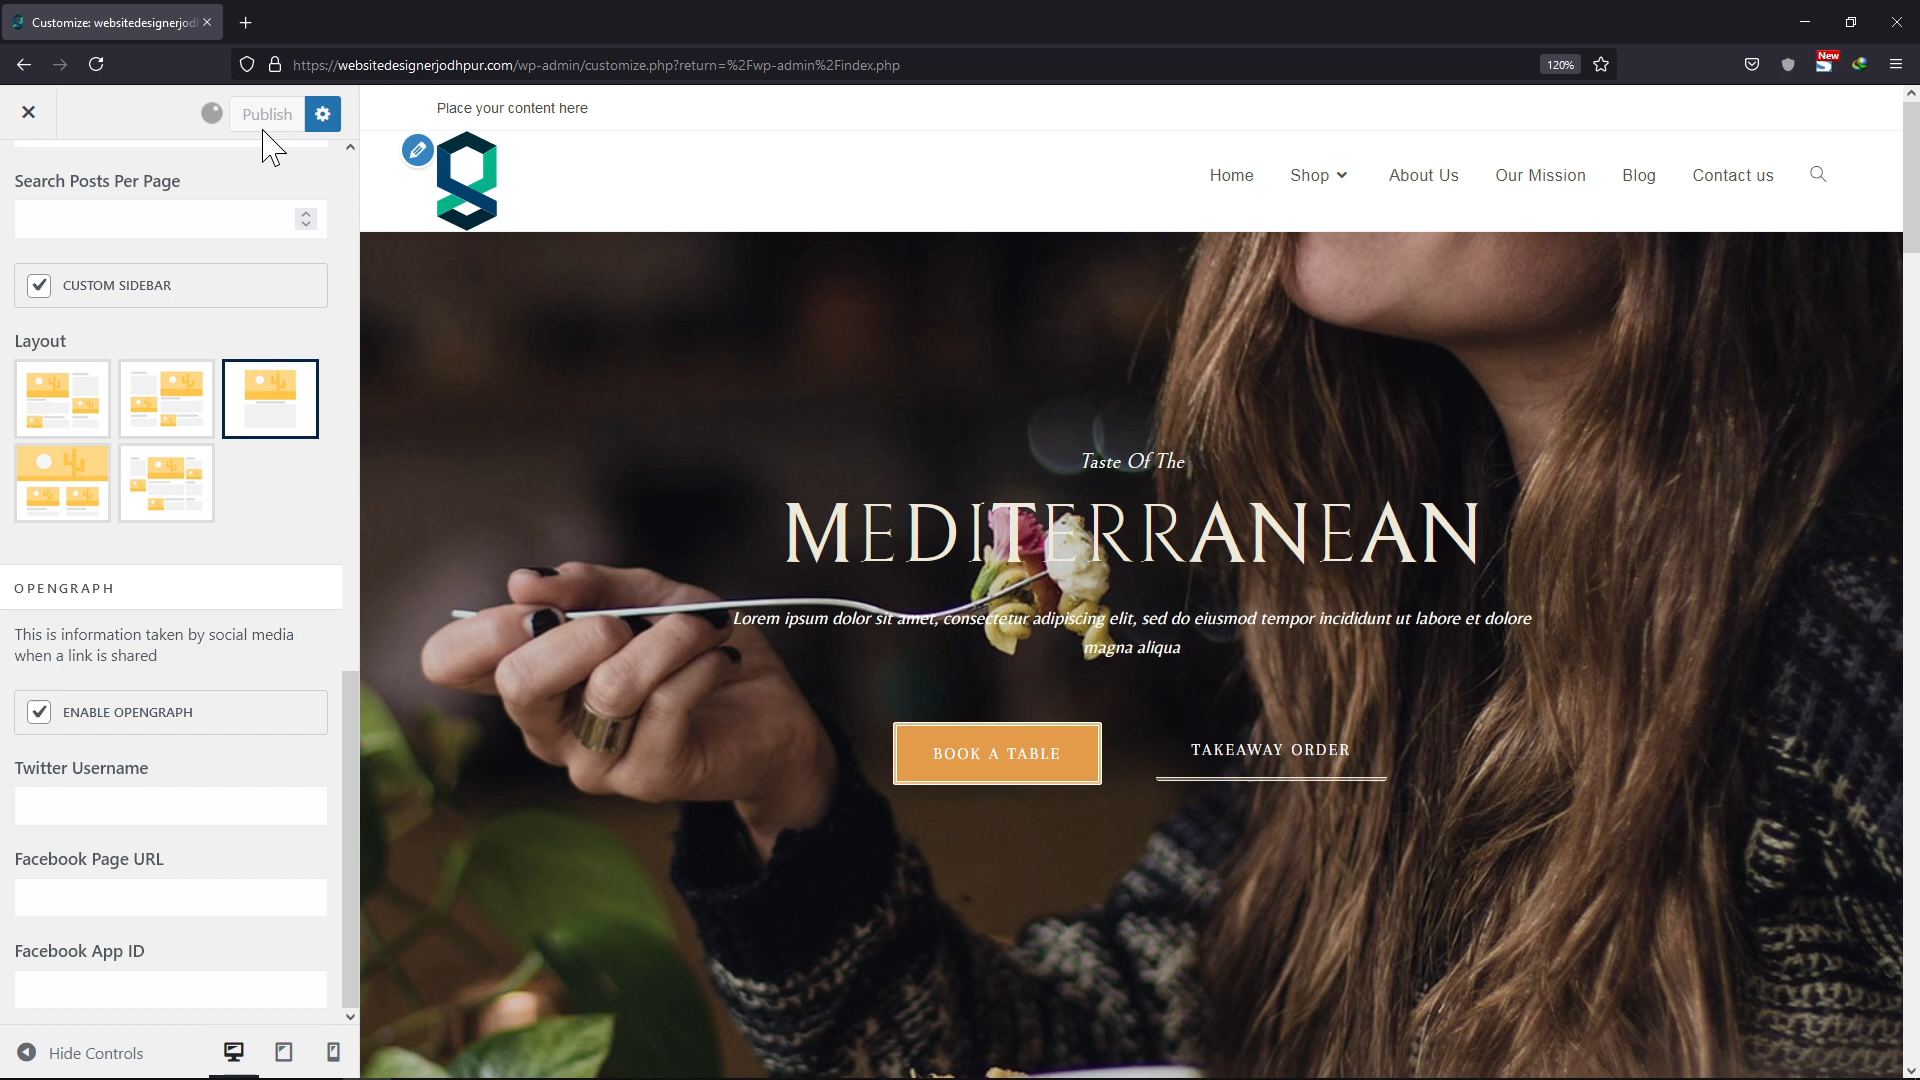 Customize: websitedesignerjodh
https://websitedesignerjodhpur.com/wp-admin/customize.php?return=%2Fwp-admin%2Findex.php
120%
New
Publish
Place your content here
Home
Shop
About Us
Our Mission
Blog
Contact us
Search Posts Per Page
CUSTOM SIDEBAR
Layout
OPENGRAPH
This is information taken by social media
when a link is shared
ENABLE OPENGRAPH
Twitter Username
Facebook Page URL
Facebook App ID
Hide Controls
Taste Of The
MEDITERRANEAN
Lorem ipsum dolor sit amet, consectetur adipiscing elit, sed do eiusmod tempor incididunt ut labore et dolore
magna aliqua
BOOK A TABLE
TAKEAWAY ORDER